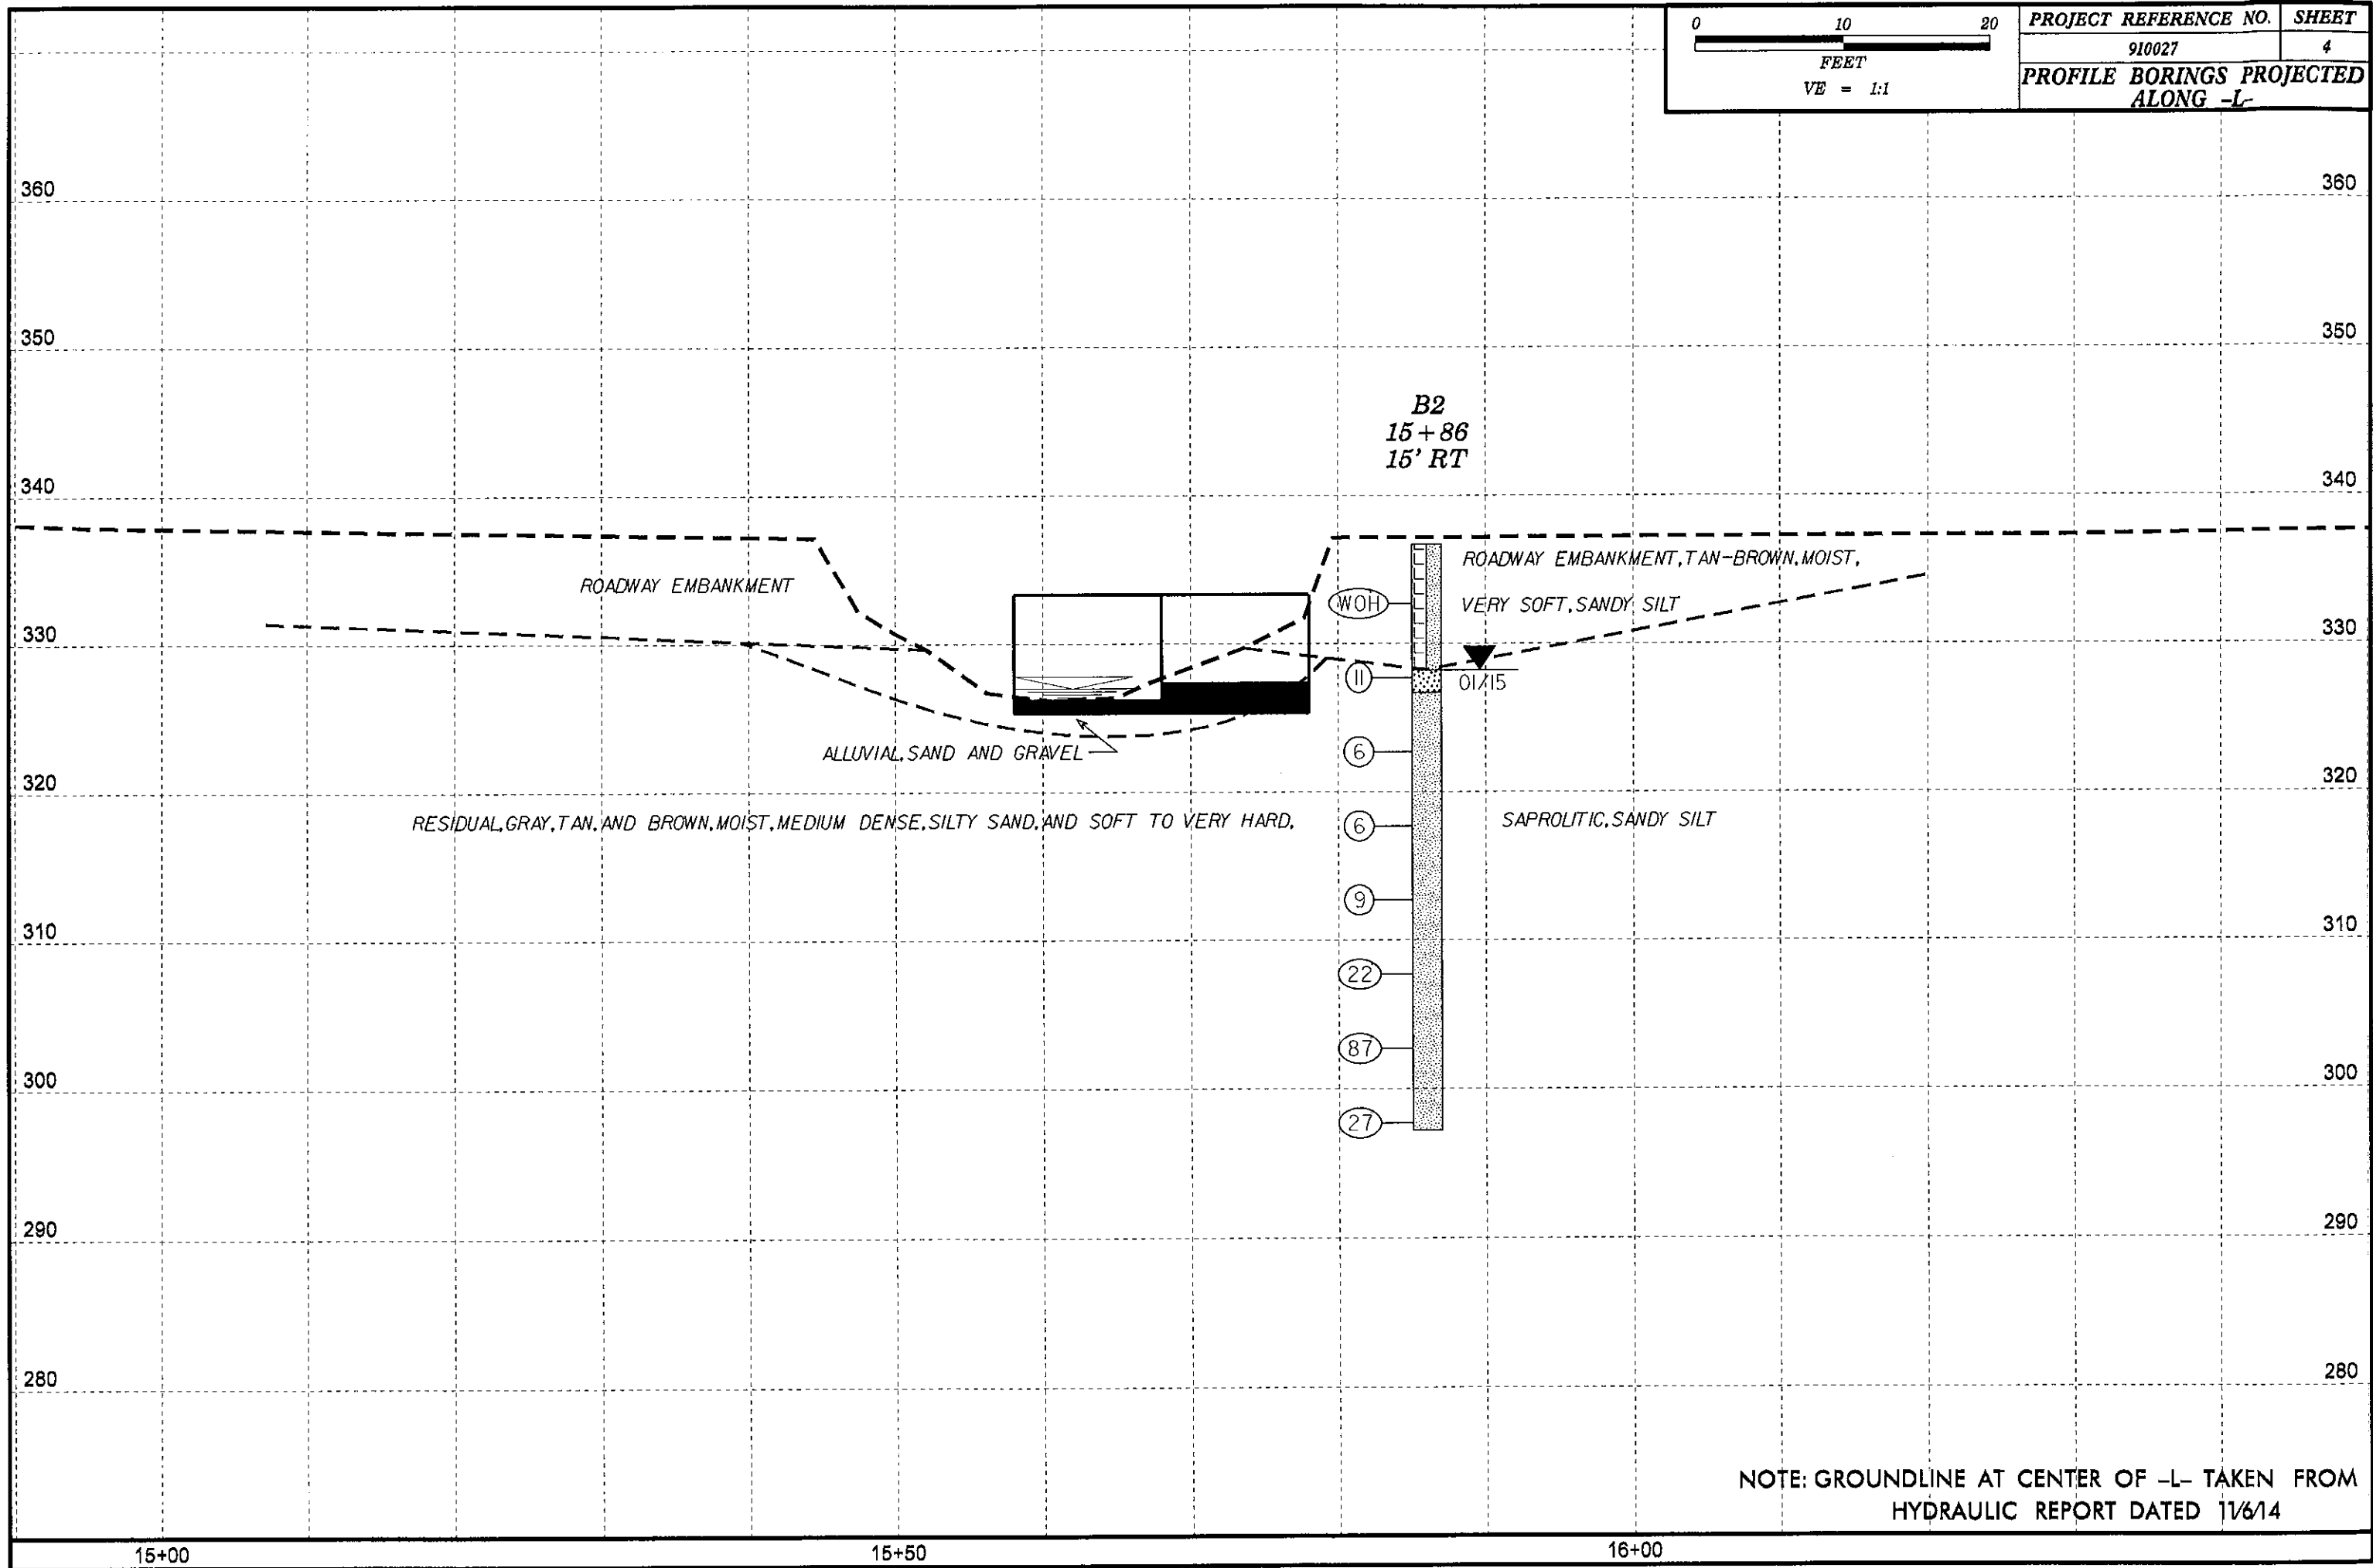 0 10 20
FEET
VE = 1:1
PROJECT REFERENCE NO. SHEET
910027 4
PROFILE BORINGS PROJECTED
ALONG -L-
360 360
350 350
B2
15+86
15' RT
340 340
ROADWAY EMBANKMENT, TAN-BROWN, MOIST,
ROADWAY EMBANKMENT
WOH VERY SOFT, SANDY SILT
330 330
11
01/15
ALLUVIAL, SAND AND GRAVEL
6
320 320
RESIDUAL, GRAY, TAN, AND BROWN, MOIST, MEDIUM DENSE, SILTY SAND, AND SOFT TO VERY HARD, 6 SAPROLITIC, SANDY SILT
9
310 310
22
87
300 300
27
290 290
280 280
NOTE: GROUNDLINE AT CENTER OF -L- TAKEN FROM
HYDRAULIC REPORT DATED 11/6/14
15+00 15+50 16+00